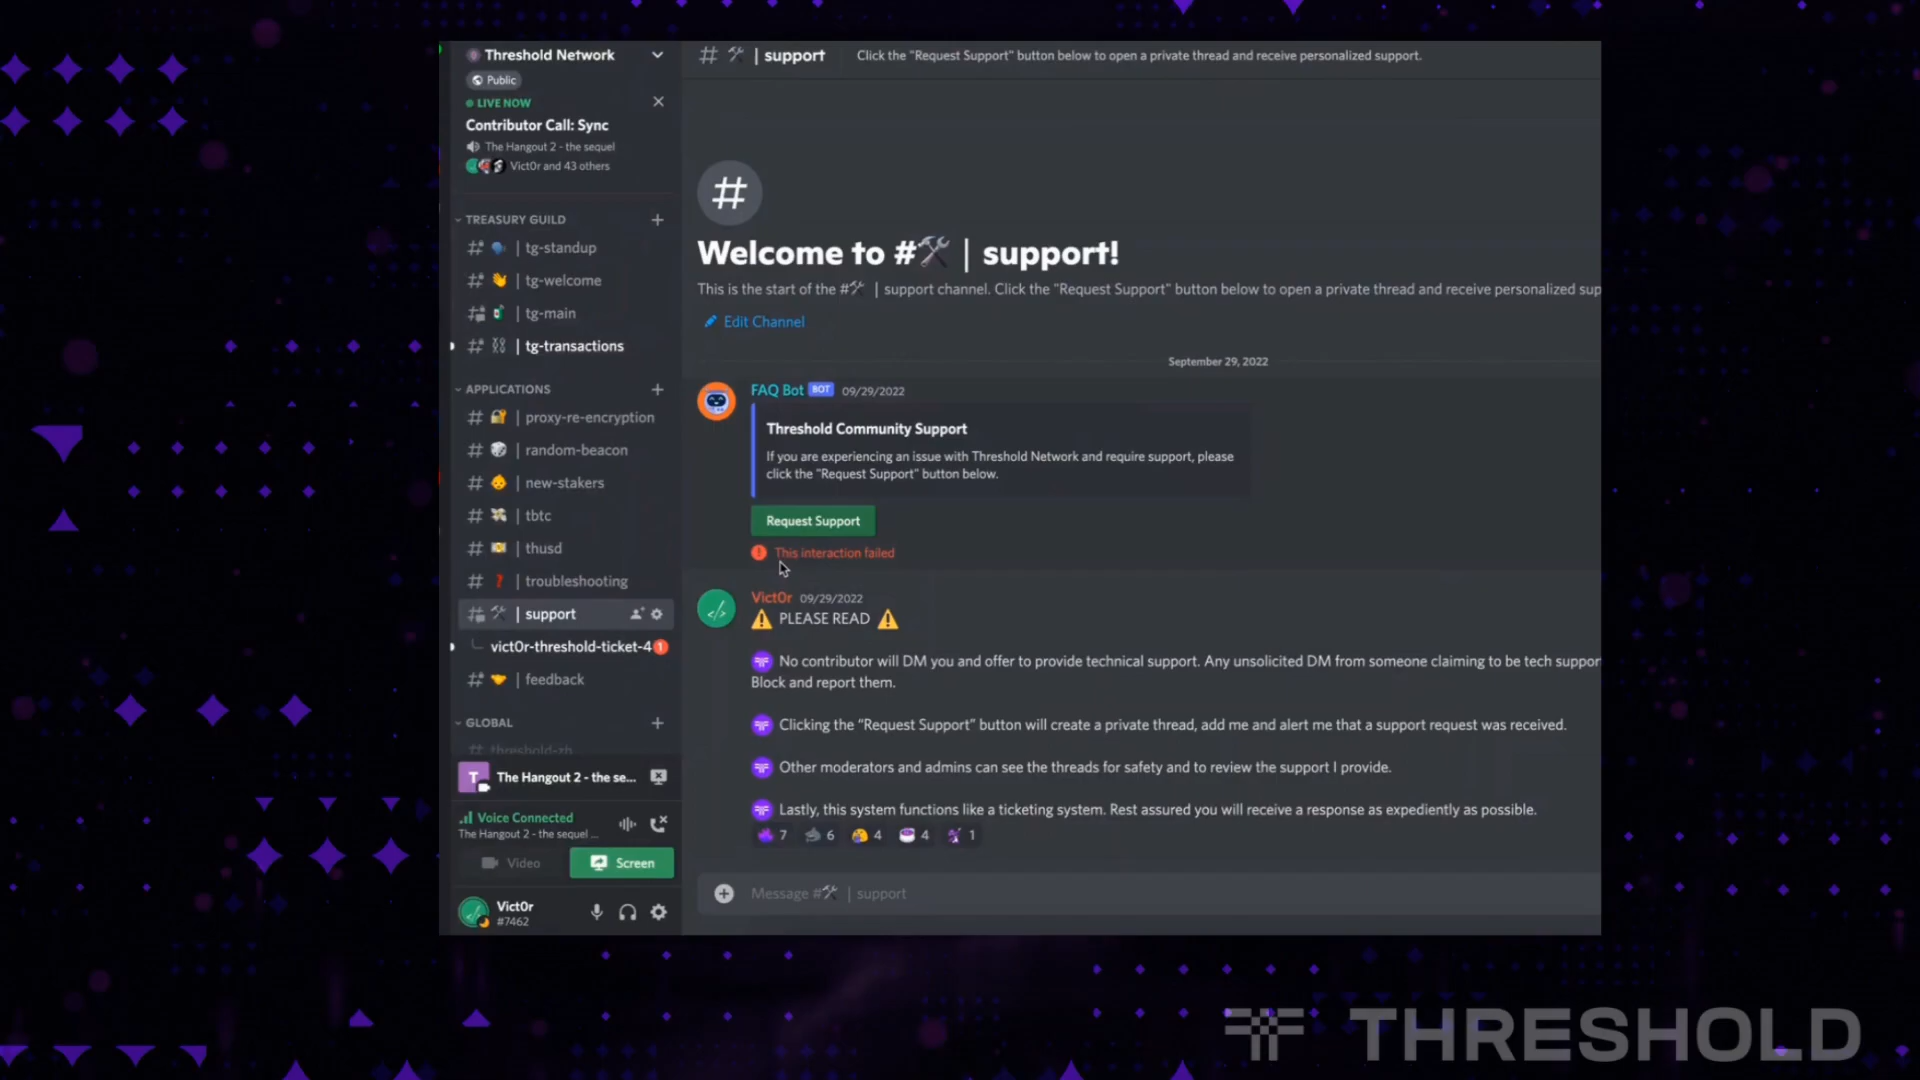 Threshold Network
Public
LIVE NOW
Contributor Call: Sync
The Hangout 2 - the sequel
Vict0r and 43 others
TREASURY GUILD
| tg-standup
| tg-welcome
| tg-main
| tg-transactions
APPLICATIONS
| proxy-re-encryption
| random-beacon
| new-stakers
| tbtc
| thusd
| troubleshooting
| support
vict0r-threshold-ticket-4 1
| feedback
GLOBAL
threshold-zh
T The Hangout 2 - the se...
Voice Connected
The Hangout 2 - the sequel ...
Video
Screen
Vict0r
#7462
# | support Click the "Request Support" button below to open a private thread and receive personalized support.
#
Welcome to # | support!
This is the start of the # | support channel. Click the "Request Support" button below to open a private thread and receive personalized sup
Edit Channel
September 29, 2022
FAQ Bot BOT 09/29/2022
Threshold Community Support
If you are experiencing an issue with Threshold Network and require support, please
click the "Request Support" button below.
Request Support
This interaction failed
Vict0r 09/29/2022
PLEASE READ
No contributor will DM you and offer to provide technical support. Any unsolicited DM from someone claiming to be tech suppor
Block and report them.
Clicking the “Request Support” button will create a private thread, add me and alert me that a support request was received.
Other moderators and admins can see the threads for safety and to review the support I provide.
Lastly, this system functions like a ticketing system. Rest assured you will receive a response as expediently as possible.
7 6 4 4 1
Message # | support
THRESHOLD